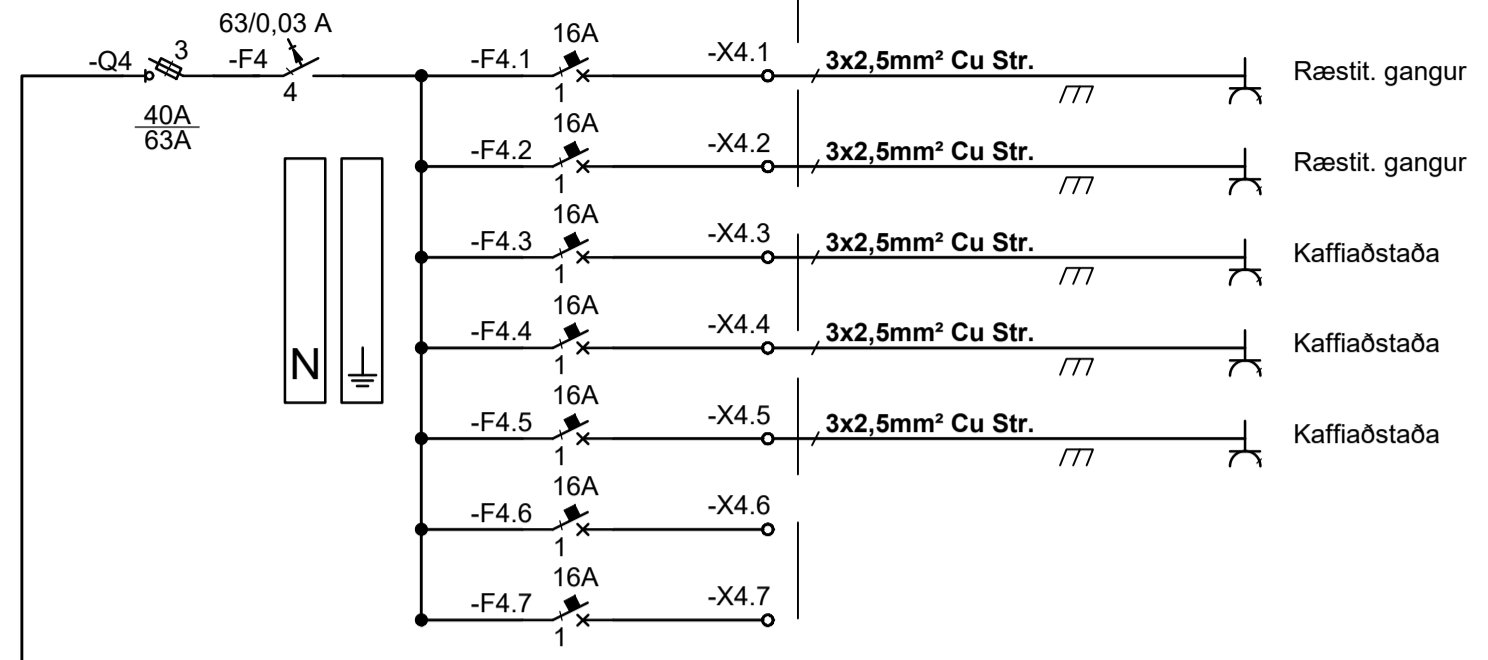 63/0,03 A
-Q4 3 -F4
4
40A
63A
N
16A
-F4.1 -X4.1 3x2,5mm² Cu Str. Ræstit. gangur
1
16A
-F4.2 -X4.2 3x2,5mm² Cu Str. Ræstit. gangur
1
16A
-F4.3 -X4.3 3x2,5mm² Cu Str. Kaffiaðstaða
1
16A
-F4.4 -X4.4 3x2,5mm² Cu Str. Kaffiaðstaða
1
16A
-F4.5 -X4.5 3x2,5mm² Cu Str. Kaffiaðstaða
1
16A
-F4.6 -X4.6
1
16A
-F4.7 -X4.7
1